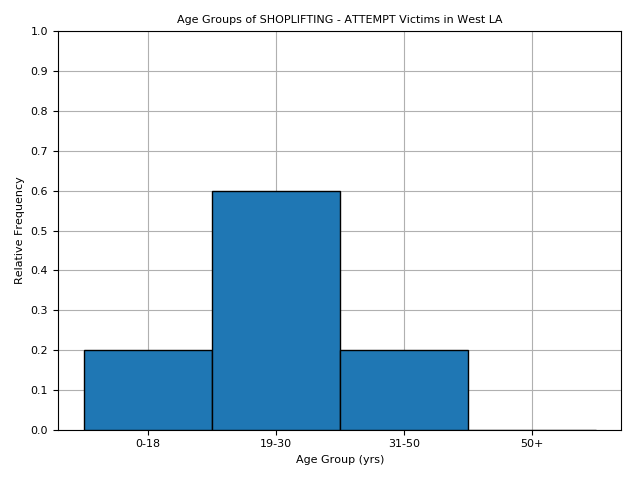 Age Groups of SHOPLIFTING - ATTEMPT Victims in West LA
1.0
0.9
0.8
0.7
0.6
0.5
0.4
0.3
0.2
0.1
0.0
Relative Frequency
0-18 19-30 31-50 50+
Age Group (yrs)